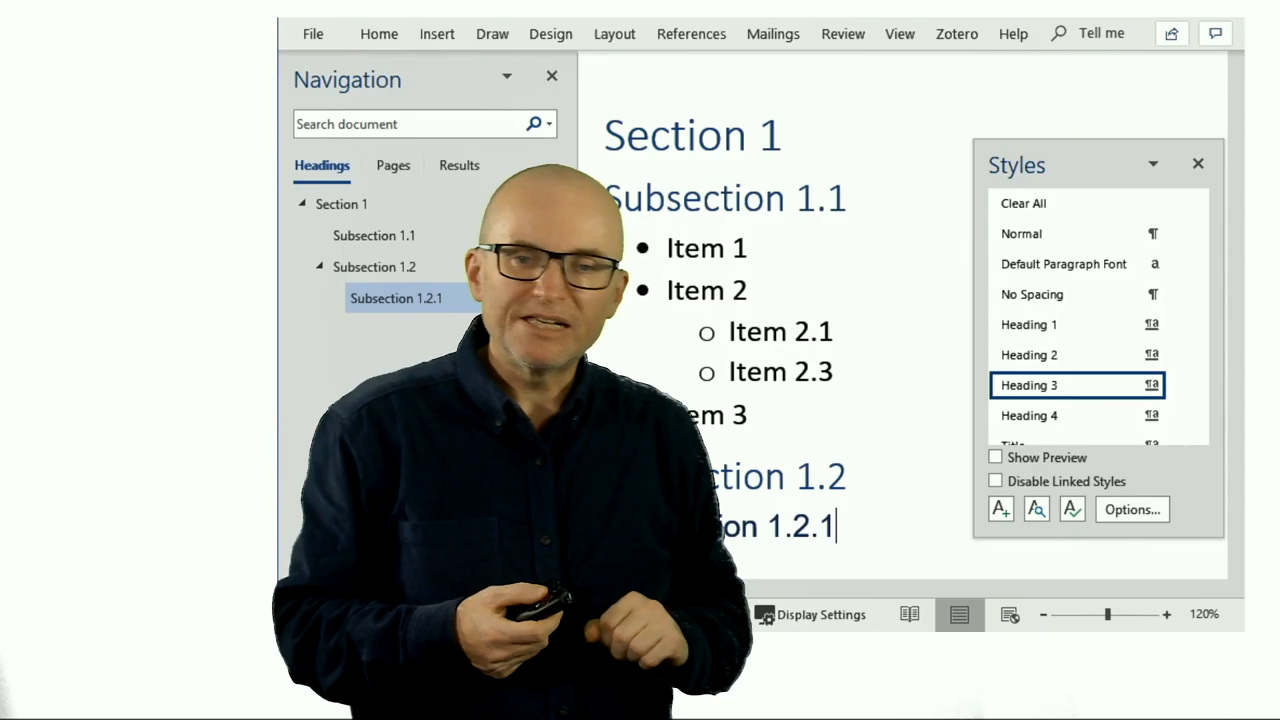 File Home Insert Draw Design Layout References Mailings Review View Zotero Help Tell me
Navigation
Search document
Headings Pages Results
Section 1
Subsection 1.1
Subsection 1.2
Subsection 1.2.1
Section 1
Subsection 1.1
• Item 1
• Item 2
o Item 2.1
o Item 2.3
em 3
ction 1.2
on 1.2.1
Styles
Clear All
Normal ¶
Default Paragraph Font a
No Spacing ¶
Heading 1 ¶a
Heading 2 ¶a
Heading 3 ¶a
Heading 4 ¶a
Show Preview
Disable Linked Styles
Options...
Display Settings
120%